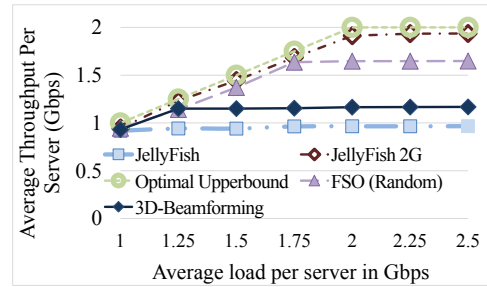 Average Throughput Per
Server (Gbps)
2
1.5
1
0.5
0
JellyFish
JellyFish 2G
Optimal Upperbound
FSO (Random)
3D-Beamforming
1 1.25 1.5 1.75 2 2.25 2.5
Average load per server in Gbps